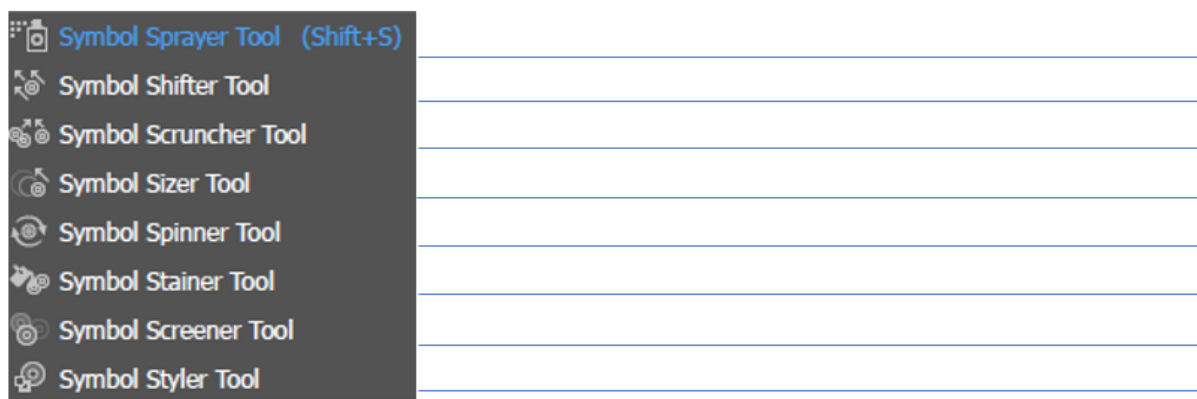 Symbol Sprayer Tool (Shift+S)
Symbol Shifter Tool
Symbol Scruncher Tool
Symbol Sizer Tool
Symbol Spinner Tool
Symbol Stainer Tool
Symbol Screener Tool
Symbol Styler Tool